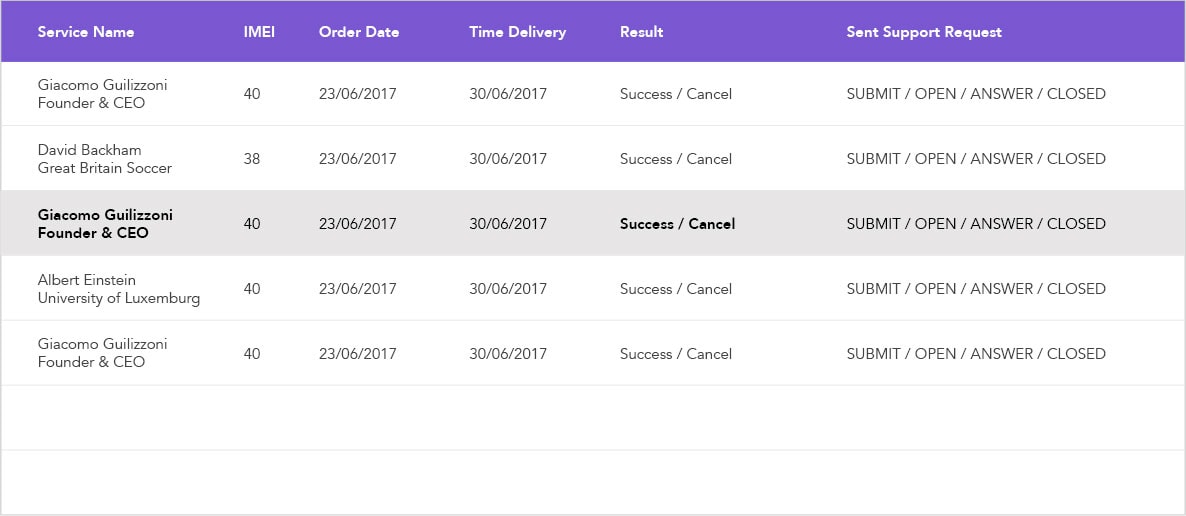 Service Name IMEI Order Date Time Delivery Result Sent Support Request
Giacomo Guilizzoni
Founder & CEO 40 23/06/2017 30/06/2017 Success / Cancel SUBMIT / OPEN / ANSWER / CLOSED
David Backham
Great Britain Soccer 38 23/06/2017 30/06/2017 Success / Cancel SUBMIT / OPEN / ANSWER / CLOSED
Giacomo Guilizzoni
Founder & CEO 40 23/06/2017 30/06/2017 Success / Cancel SUBMIT / OPEN / ANSWER / CLOSED
Albert Einstein
University of Luxemburg 40 23/06/2017 30/06/2017 Success / Cancel SUBMIT / OPEN / ANSWER / CLOSED
Giacomo Guilizzoni
Founder & CEO 40 23/06/2017 30/06/2017 Success / Cancel SUBMIT / OPEN / ANSWER / CLOSED